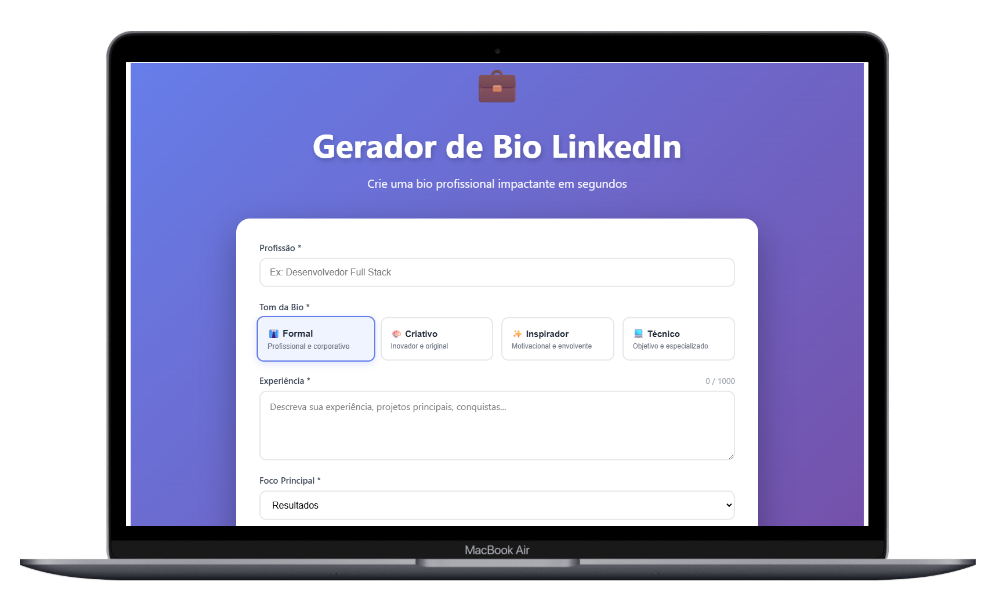 Gerador de Bio LinkedIn
Crie uma bio profissional impactante em segundos
Profissão *
Ex: Desenvolvedor Full Stack
Tom da Bio *
Formal
Profissional e corporativo
Criativo
Inovador e original
Inspirador
Motivacional e envolvente
Técnico
Objetivo e especializado
Experiência *
0 / 1000
Descreva sua experiência, projetos principais, conquistas...
Foco Principal *
Resultados
MacBook Air